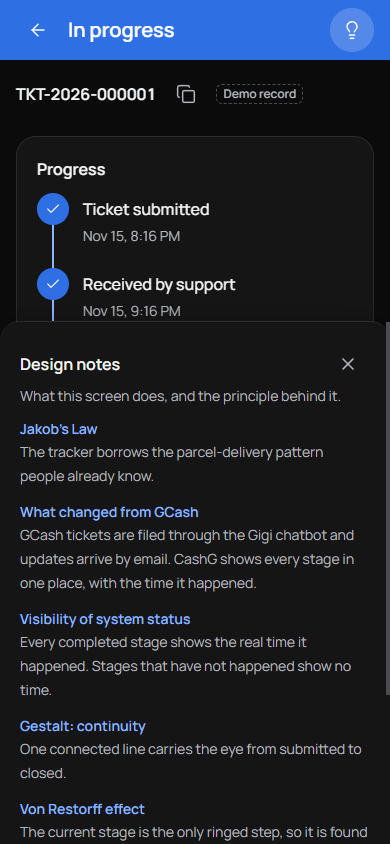 In progress
TKT-2026-000001
Demo record
Progress
Ticket submitted
Nov 15, 8:16 PM
Received by support
Nov 15, 9:16 PM
Design notes
What this screen does, and the principle behind it.
Jakob's Law
The tracker borrows the parcel-delivery pattern
people already know.
What changed from GCash
GCash tickets are filed through the Gigi chatbot and
updates arrive by email. CashG shows every stage in
one place, with the time it happened.
Visibility of system status
Every completed stage shows the real time it
happened. Stages that have not happened show no
time.
Gestalt: continuity
One connected line carries the eye from submitted to
closed.
Von Restorff effect
The current stage is the only ringed step, so it is found